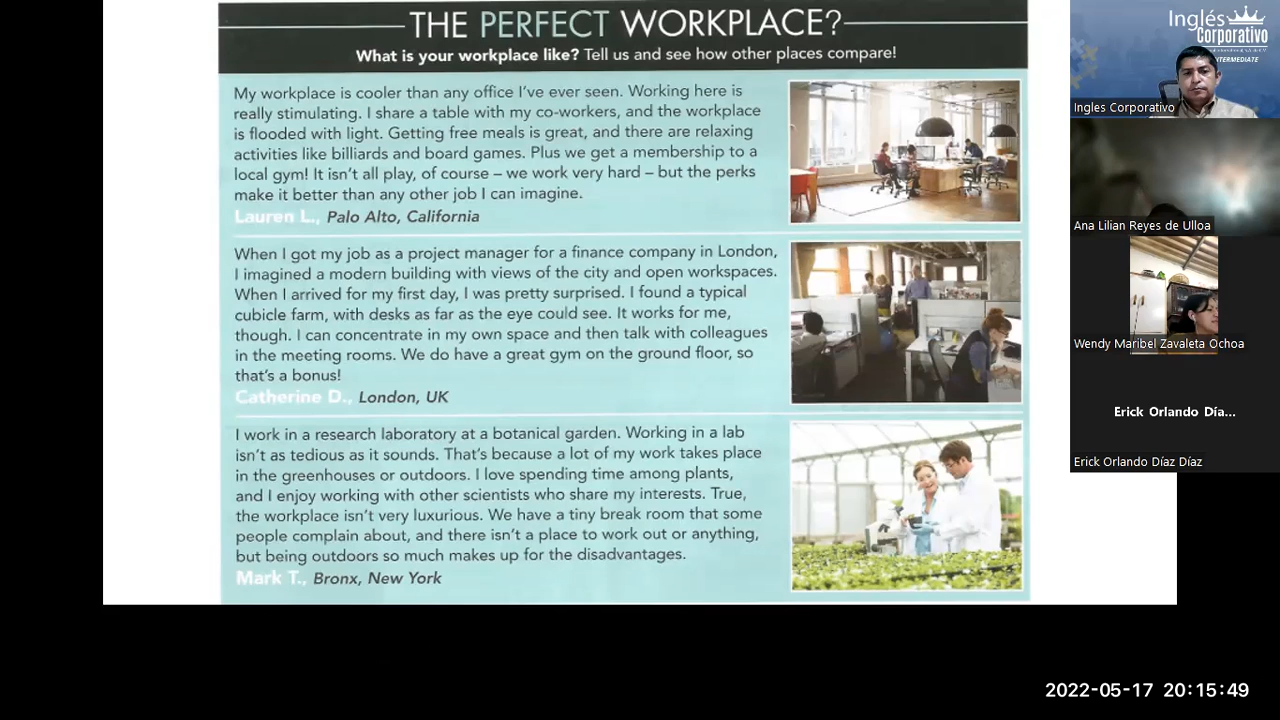 THE PERFECT WORKPLACE?
What is your workplace like? Tell us and see how other places compare!
My workplace is cooler than any office I've ever seen. Working here is
really stimulating. I share a table with my co-workers, and the workplace
is flooded with light. Getting free meals is great, and there are relaxing
activities like billiards and board games. Plus we get a membership to a
local gym! It isn't all play, of course – we work very hard – but the perks
make it better than any other job I can imagine.
Lauren L., Palo Alto, California
When I got my job as a project manager for a finance company in London,
I imagined a modern building with views of the city and open workspaces.
When I arrived for my first day, I was pretty surprised. I found a typical
cubicle farm, with desks as far as the eye could see. It works for me,
though. I can concentrate in my own space and then talk with colleagues
in the meeting rooms. We do have a great gym on the ground floor, so
that's a bonus!
Catherine D., London, UK
I work in a research laboratory at a botanical garden. Working in a lab
isn't as tedious as it sounds. That's because a lot of my work takes place
in the greenhouses or outdoors. I love spending time among plants,
and I enjoy working with other scientists who share my interests. True,
the workplace isn't very luxurious. We have a tiny break room that some
people complain about, and there isn't a place to work out or anything,
but being outdoors so much makes up for the disadvantages.
Mark T., Bronx, New York
Inglés
Corporativo
Ingles Corporativo
Ana Lilian Reyes de Ulloa
Wendy Maribel Zavaleta Ochoa
Erick Orlando Día...
Erick Orlando Díaz Díaz
2022-05-17 20:15:49